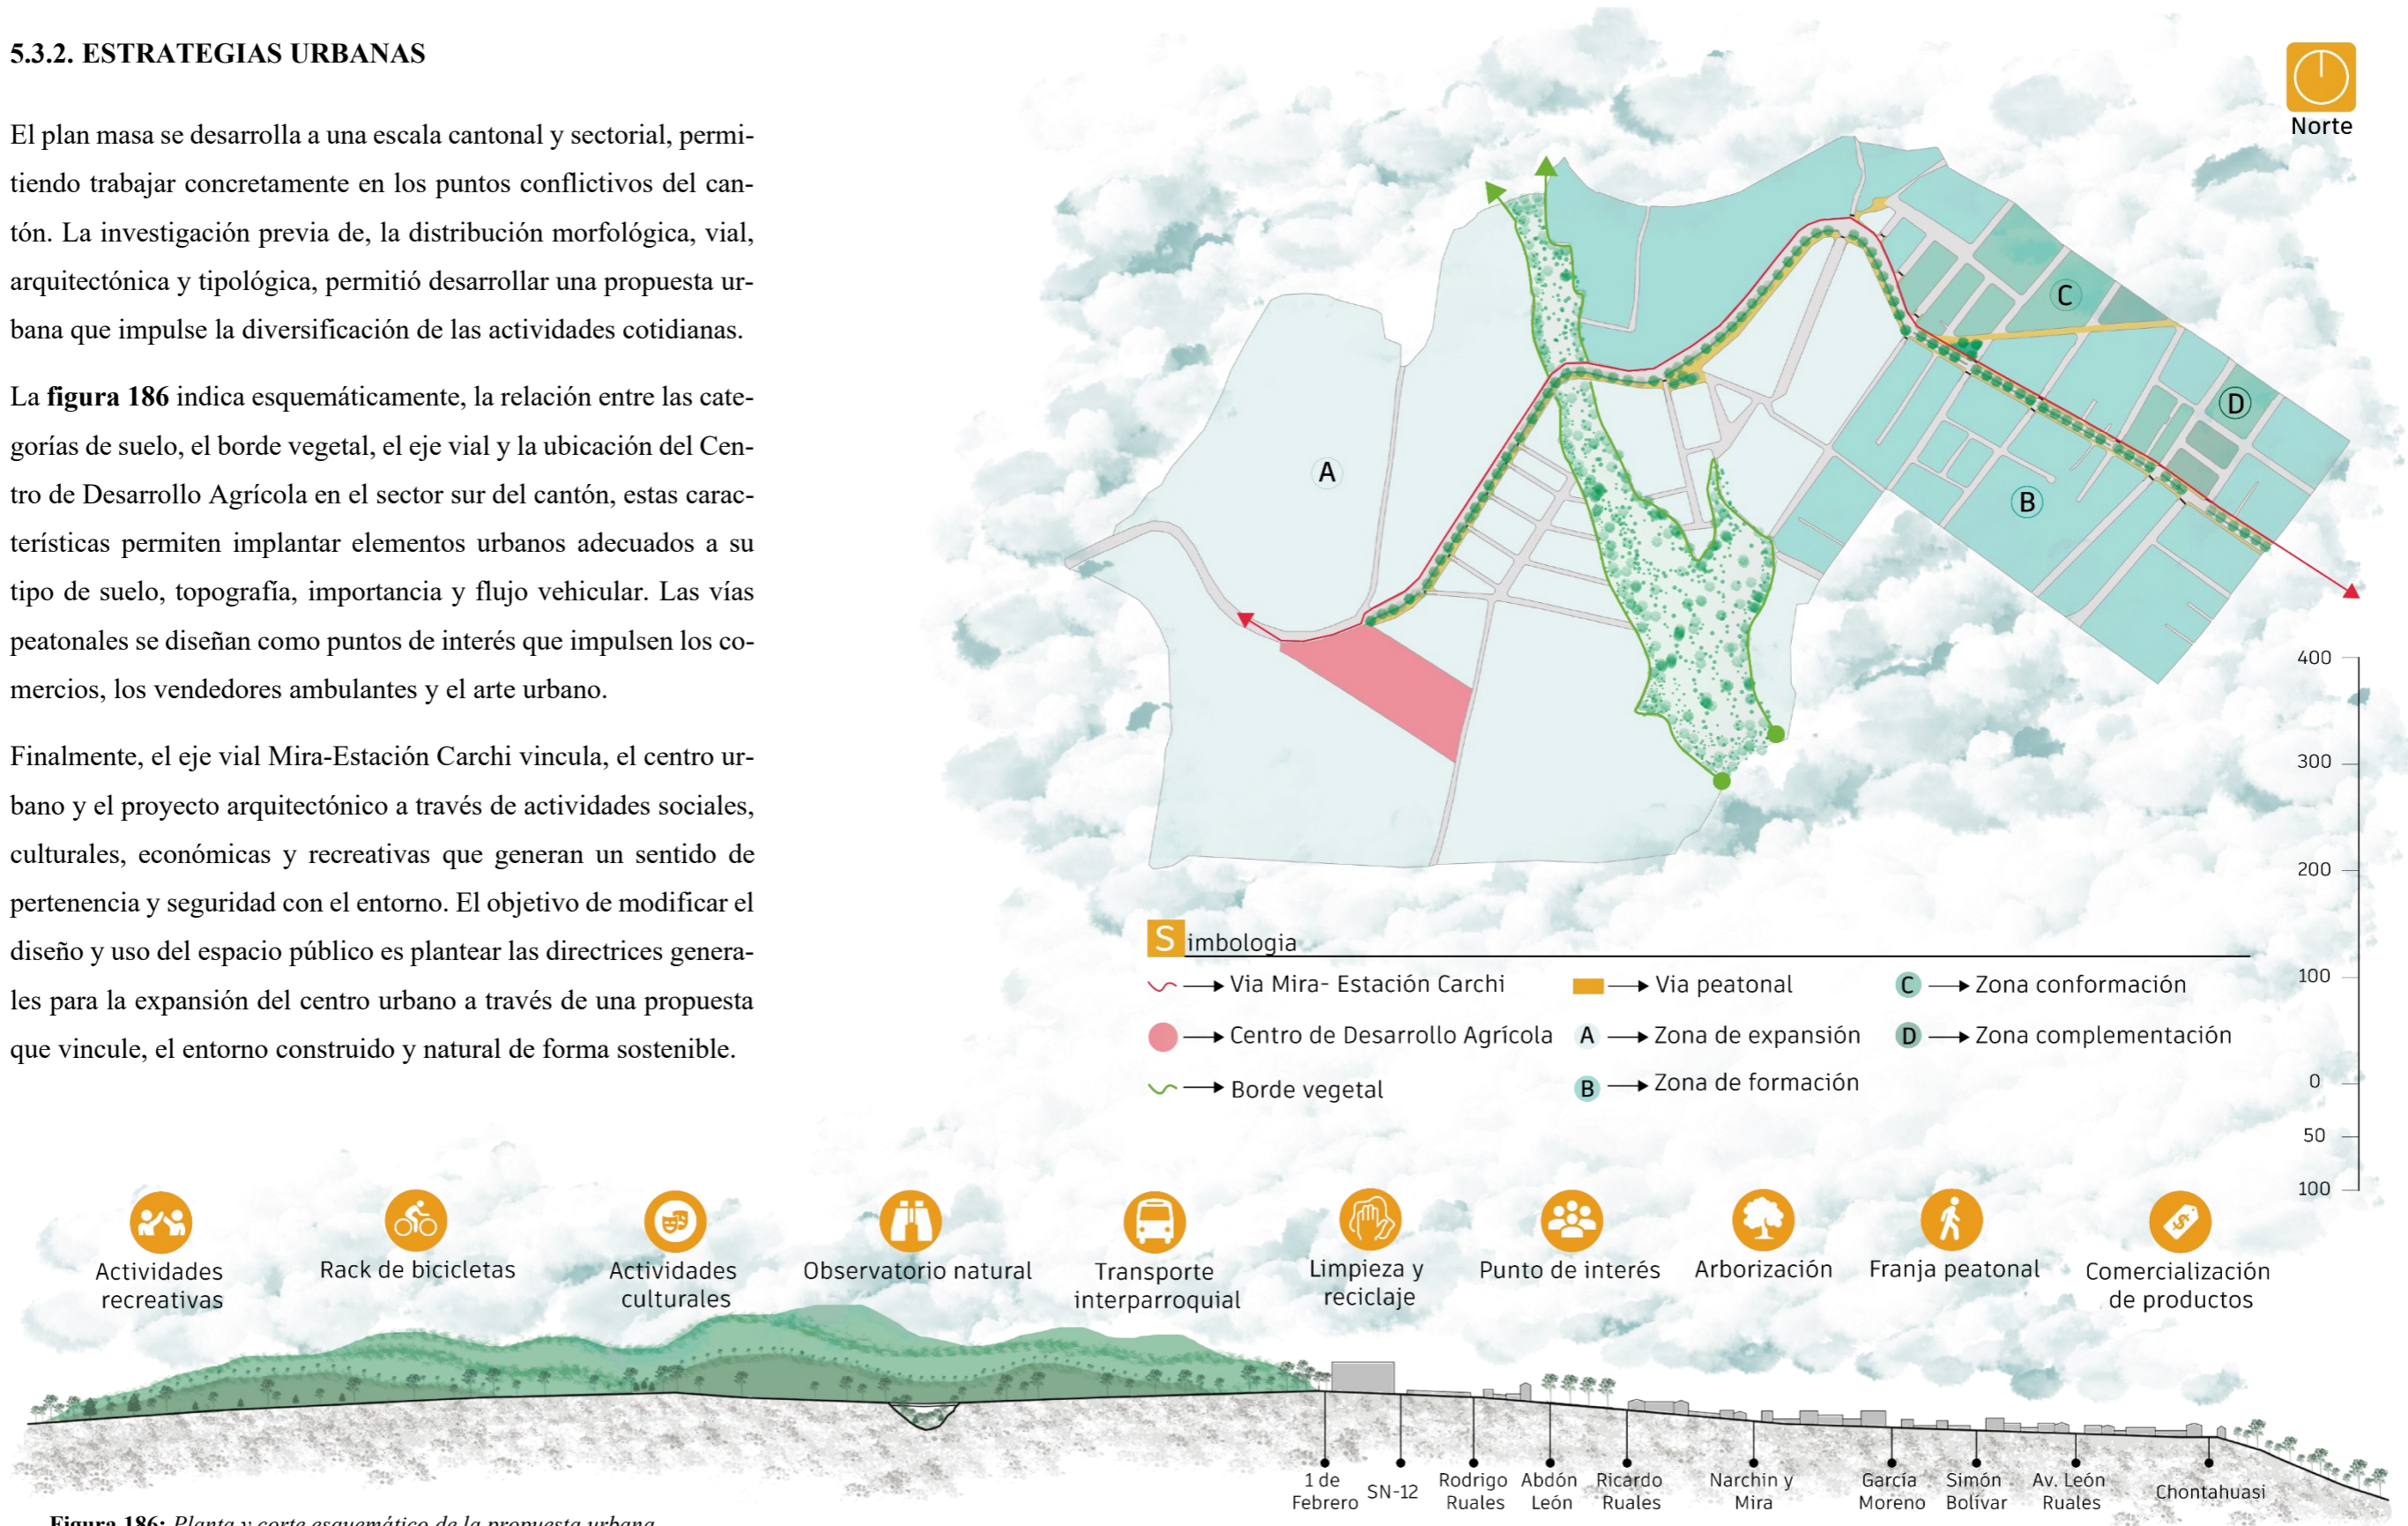 5.3.2. ESTRATEGIAS URBANAS
El plan masa se desarrolla a una escala cantonal y sectorial, permi-
tiendo trabajar concretamente en los puntos conflictivos del can-
tón. La investigación previa de, la distribución morfológica, vial,
arquitectónica y tipológica, permitió desarrollar una propuesta ur-
bana que impulse la diversificación de las actividades cotidianas.
La figura 186 indica esquemáticamente, la relación entre las cate-
gorías de suelo, el borde vegetal, el eje vial y la ubicación del Cen-
tro de Desarrollo Agrícola en el sector sur del cantón, estas carac-
terísticas permiten implantar elementos urbanos adecuados a su
tipo de suelo, topografía, importancia y flujo vehicular. Las vías
peatonales se diseñan como puntos de interés que impulsen los co-
mercios, los vendedores ambulantes y el arte urbano.
Finalmente, el eje vial Mira-Estación Carchi vincula, el centro ur-
bano y el proyecto arquitectónico a través de actividades sociales,
culturales, económicas y recreativas que generan un sentido de
pertenencia y seguridad con el entorno. El objetivo de modificar el
diseño y uso del espacio público es plantear las directrices genera-
les para la expansión del centro urbano a través de una propuesta
que vincule, el entorno construido y natural de forma sostenible.
Norte
C
D
A
B
400
300
200
100
0
50
100
Simbologia
Via Mira- Estación Carchi
Via peatonal
C Zona conformación
Centro de Desarrollo Agrícola
A Zona de expansión
D Zona complementación
Borde vegetal
B Zona de formación
Actividades
recreativas
Rack de bicicletas
Actividades
culturales
Observatorio natural
Transporte
interparroquial
Limpieza y
reciclaje
Punto de interés
Arborización
Franja peatonal
$
Comercialización
de productos
1 de
Febrero
SN-12
Rodrigo
Ruales
Abdón
León
Ricardo
Ruales
Narchin y
Mira
García
Moreno
Simón
Bolívar
Av. León
Ruales
Chontahuasi
Figura 186: Planta y corte esquemático de la propuesta urbana